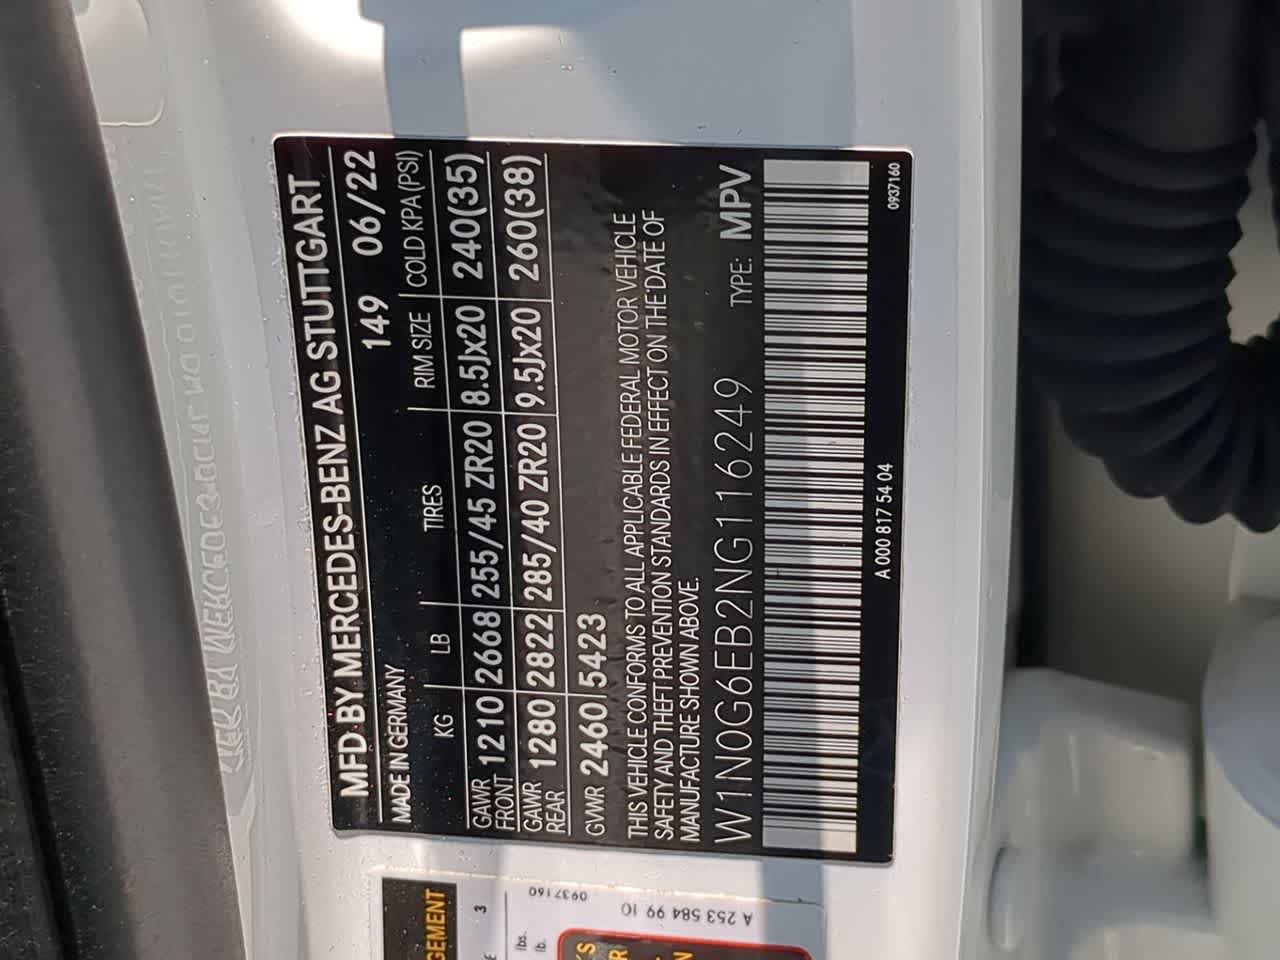 MFD BY MERCEDES-BENZ AG STUTTGART
MADE IN GERMANY 149 06/22
KG LB TIRES RIM SIZE COLD KPA (PSI)
GAWR FRONT 1210 2668 255/45 ZR20 8.5Jx20 240(35)
GAWR REAR 1280 2822 285/40 ZR20 9.5Jx20 260(38)
GVWR 2460 5423
THIS VEHICLE CONFORMS TO ALL APPLICABLE FEDERAL MOTOR VEHICLE
SAFETY AND THEFT PREVENTION STANDARDS IN EFFECT ON THE DATE OF
MANUFACTURE SHOWN ABOVE.
W1N0G6EB2NG116249 TYPE: MPV
A 000 817 54 04 0937160
GEMENT
3
lbs.
lb.
0937160
A 253 584 99 10